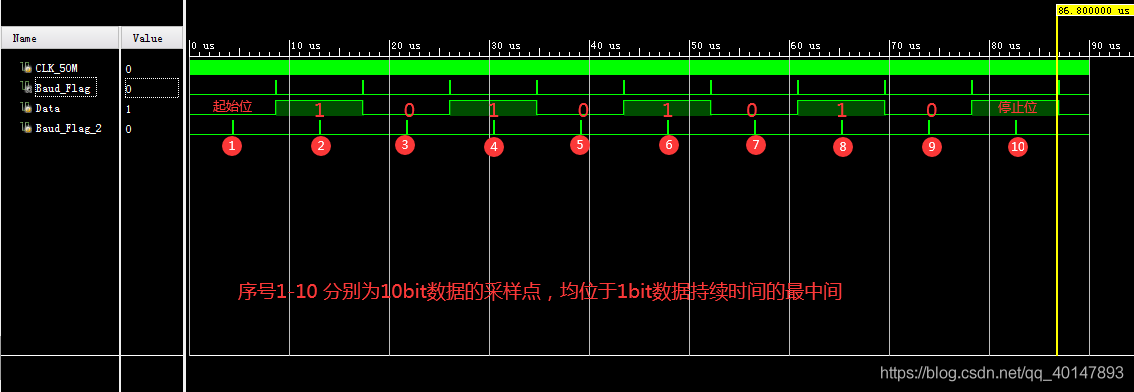 86.800000 us
Name Value
0 us 10 us 20 us 30 us 40 us 50 us 60 us 70 us 80 us 90 us
CLK_50M 0
Baud_Flag 0
Data 1 起始位 1 0 1 0 1 0 1 0 停止位
Baud_Flag_2 0
1 2 3 4 5 6 7 8 9 10
序号1-10 分别为10bit数据的采样点，均位于1bit数据持续时间的最中间
https://blog.csdn.net/qq_40147893